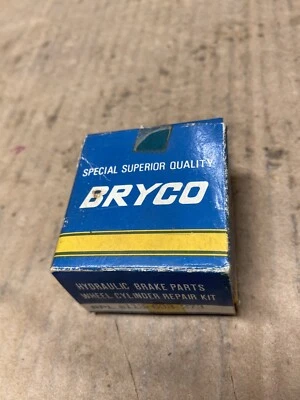 SPECIAL SUPERIOR QUALITY
BRYCO
HYDRAULIC BRAKE PARTS
WHEEL CYLINDER REPAIR KIT